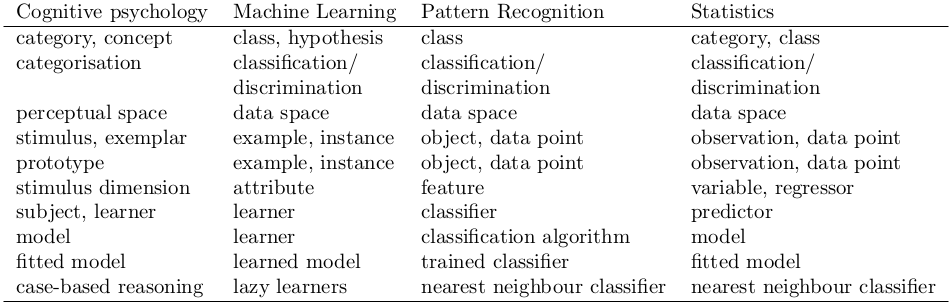 Cognitive psychology Machine Learning Pattern Recognition Statistics
category, concept class, hypothesis class category, class
categorisation classification/ classification/ classification/
discrimination discrimination discrimination
perceptual space data space data space data space
stimulus, exemplar example, instance object, data point observation, data point
prototype example, instance object, data point observation, data point
stimulus dimension attribute feature variable, regressor
subject, learner learner classifier predictor
model learner classification algorithm model
fitted model learned model trained classifier fitted model
case-based reasoning lazy learners nearest neighbour classifier nearest neighbour classifier